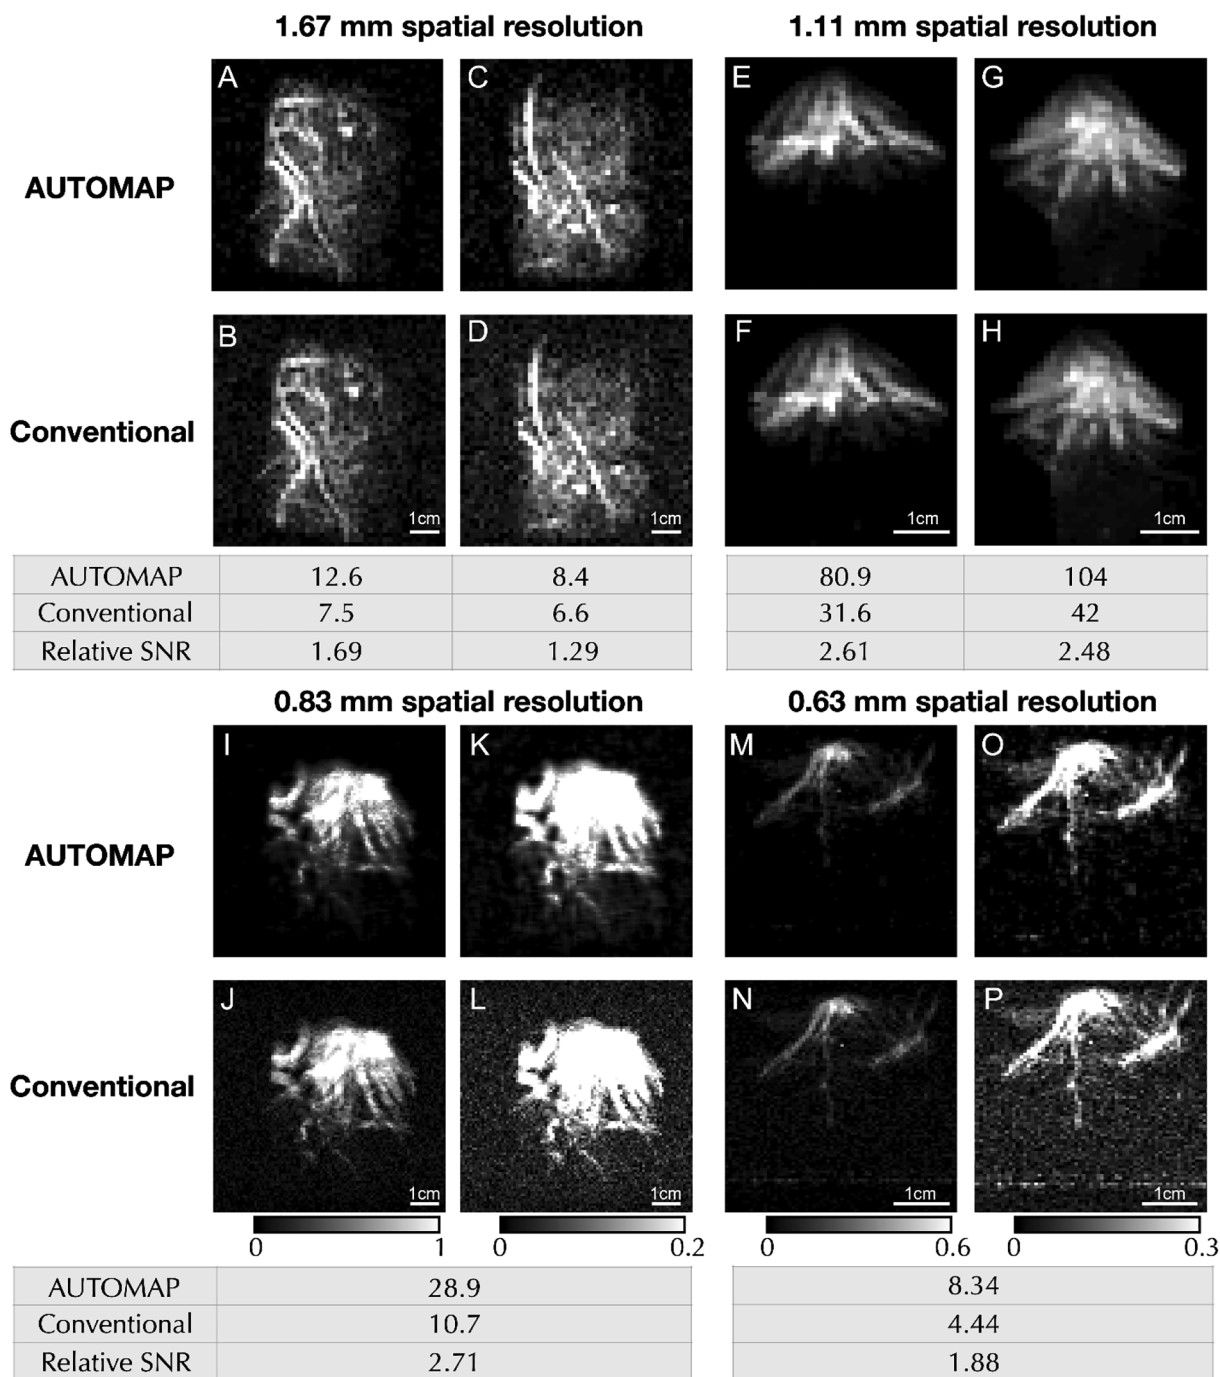 1.67 mm spatial resolution 1.11 mm spatial resolution
A C E G
AUTOMAP
B D F H
Conventional
1cm 1cm 1cm 1cm
AUTOMAP 12.6 8.4 80.9 104
Conventional 7.5 6.6 31.6 42
Relative SNR 1.69 1.29 2.61 2.48
0.83 mm spatial resolution 0.63 mm spatial resolution
I K M O
AUTOMAP
J L N P
Conventional
1cm 1cm 1cm 1cm
0 1 0 0.2 0 0.6 0 0.3
AUTOMAP 28.9 8.34
Conventional 10.7 4.44
Relative SNR 2.71 1.88